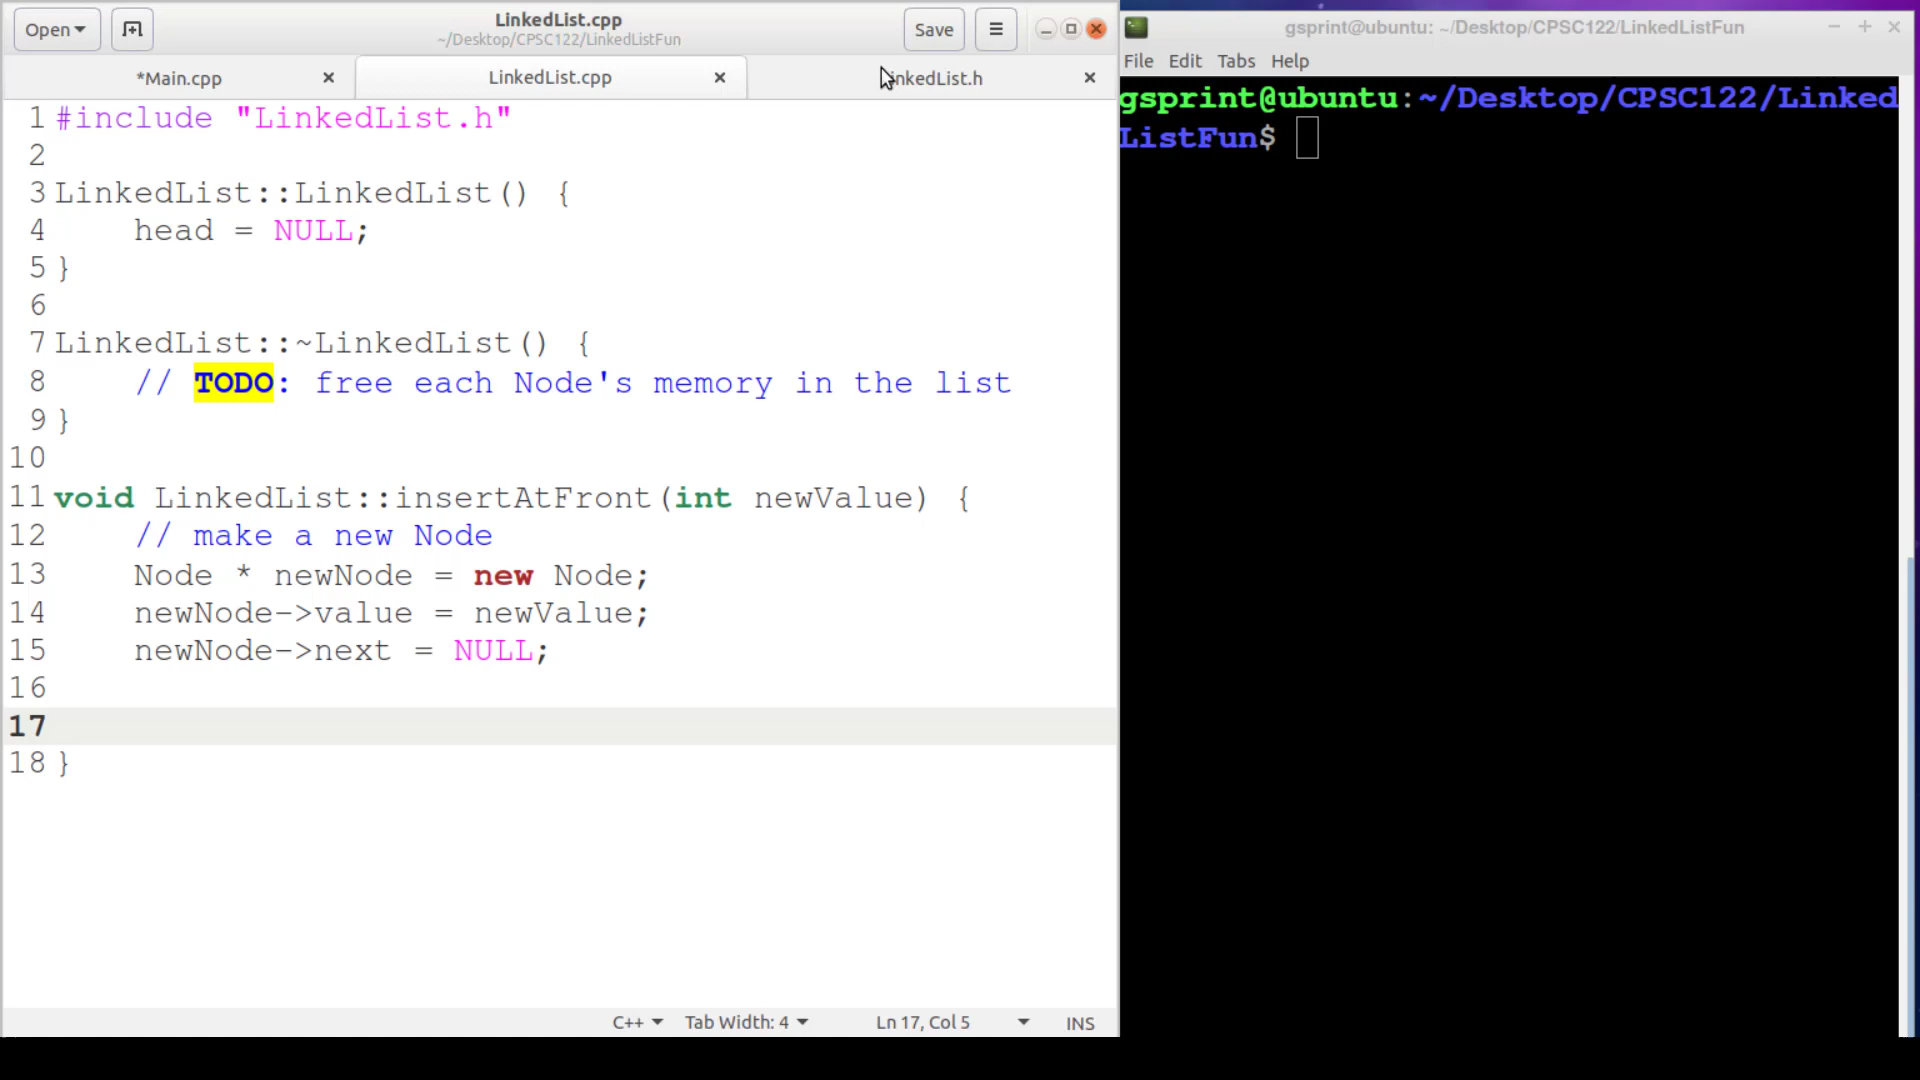 Open
LinkedList.cpp
~/Desktop/CPSC122/LinkedListFun
Save
*Main.cpp
LinkedList.cpp
inkedList.h
1 #include "LinkedList.h"
2
3 LinkedList::LinkedList() {
4 head = NULL;
5 }
6
7 LinkedList::~LinkedList() {
8 // TODO: free each Node's memory in the list
9 }
10
11 void LinkedList::insertAtFront(int newValue) {
12 // make a new Node
13 Node * newNode = new Node;
14 newNode->value = newValue;
15 newNode->next = NULL;
16
17
18 }
C++ Tab Width: 4 Ln 17, Col 5 INS
gsprint@ubuntu: ~/Desktop/CPSC122/LinkedListFun
File Edit Tabs Help
gsprint@ubuntu:~/Desktop/CPSC122/Linked
ListFun$